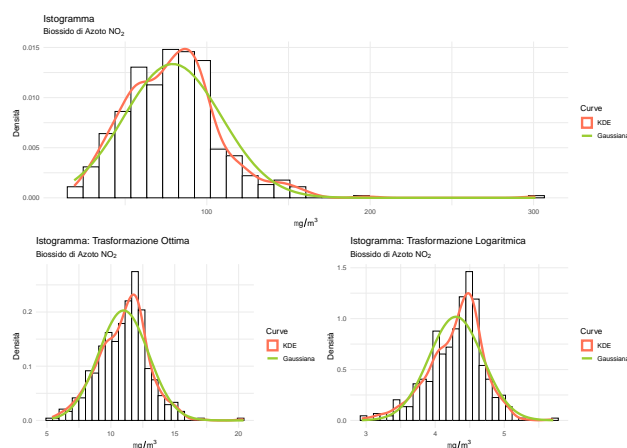 Istogramma
Biossido di Azoto NO₂
0.015
0.010
0.005
0.000
Densità
100
200
300
mg/m³
Curve
KDE
Gaussiana
Istogramma: Trasformazione Ottima
Biossido di Azoto NO₂
0.2
0.1
0.0
Densità
5
10
15
20
mg/m³
Curve
KDE
Gaussiana
Istogramma: Trasformazione Logaritmica
Biossido di Azoto NO₂
1.5
1.0
0.5
0.0
Densità
3
4
5
mg/m³
Curve
KDE
Gaussiana